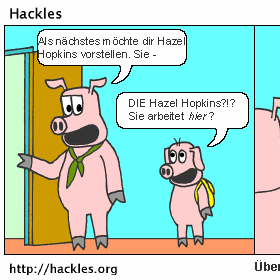 Hackles
Als nächstes möchte dir Hazel
Hopkins vorstellen. Sie -
DIE Hazel Hopkins?!?
Sie arbeitet hier?
http://hackles.org
Über